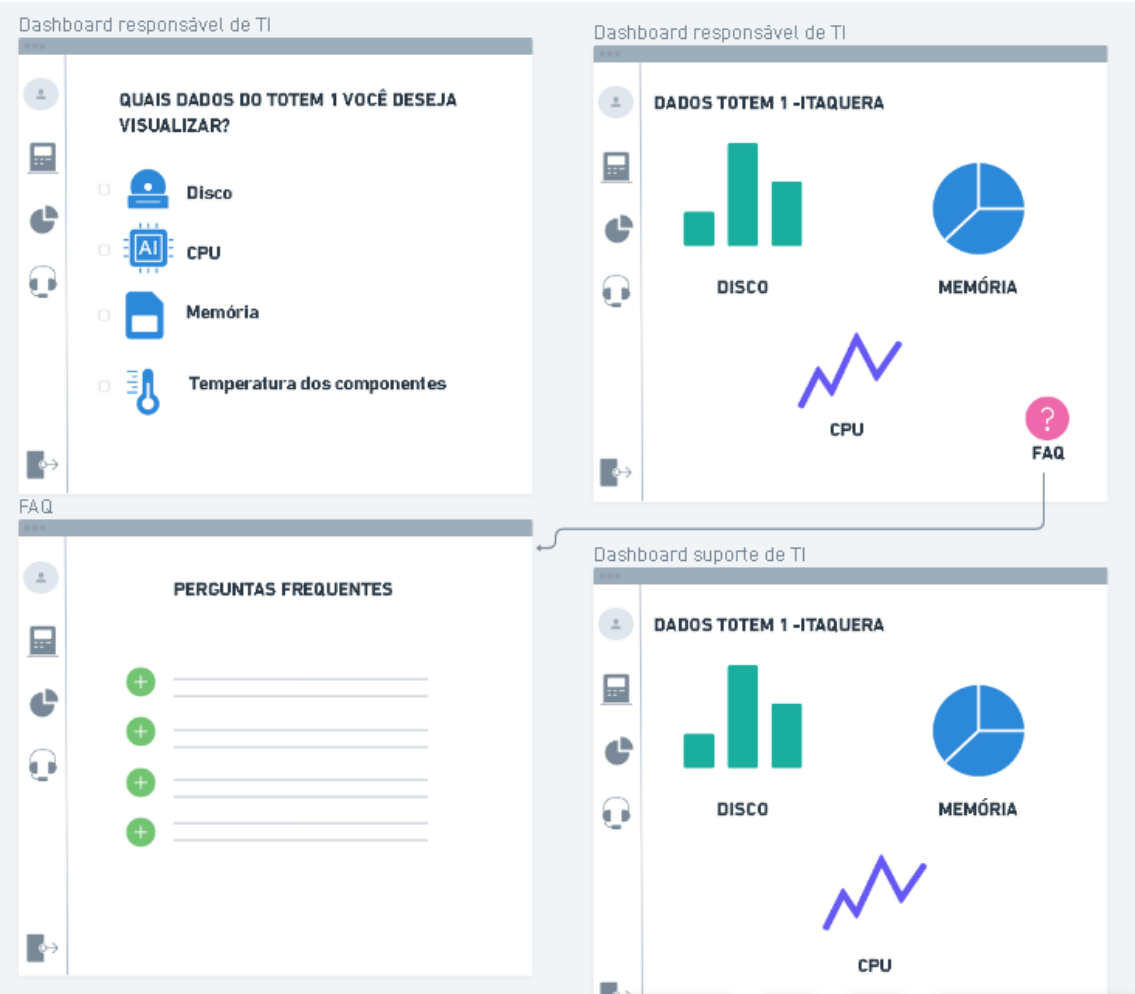 Dashboard responsável de TI
QUAIS DADOS DO TOTEM 1 VOCÊ DESEJA
VISUALIZAR?
Disco
AI
CPU
Memória
Temperatura dos componentes
Dashboard responsável de TI
DADOS TOTEM 1 -ITAQUERA
DISCO
MEMÓRIA
CPU
?
FAQ
FAQ
PERGUNTAS FREQUENTES
Dashboard suporte de TI
DADOS TOTEM 1 -ITAQUERA
DISCO
MEMÓRIA
CPU